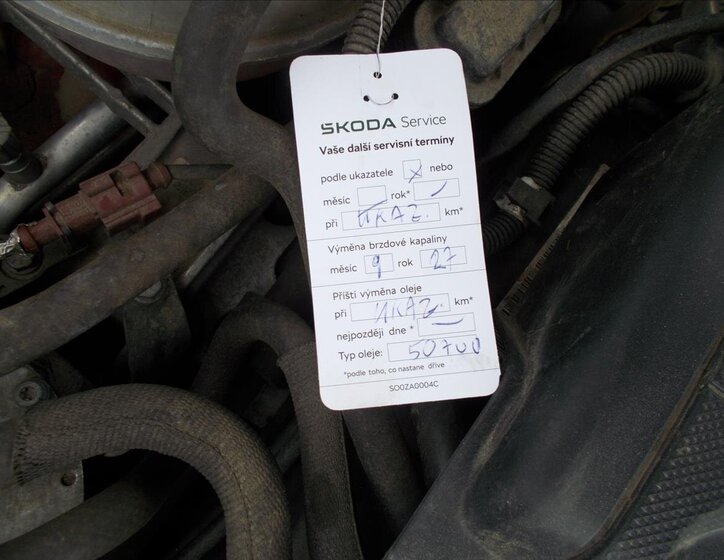 ŠKODA Service
Vaše další servisní termíny
podle ukazatele x nebo
měsíc rok* –
při UKAZ. km*
Výměna brzdové kapaliny
měsíc 9 rok 27
Příští výměna oleje
při UKAZ. km*
nejpozději dne * –
Typ oleje: 50700
*podle toho, co nastane dříve
SO0ZA0004C